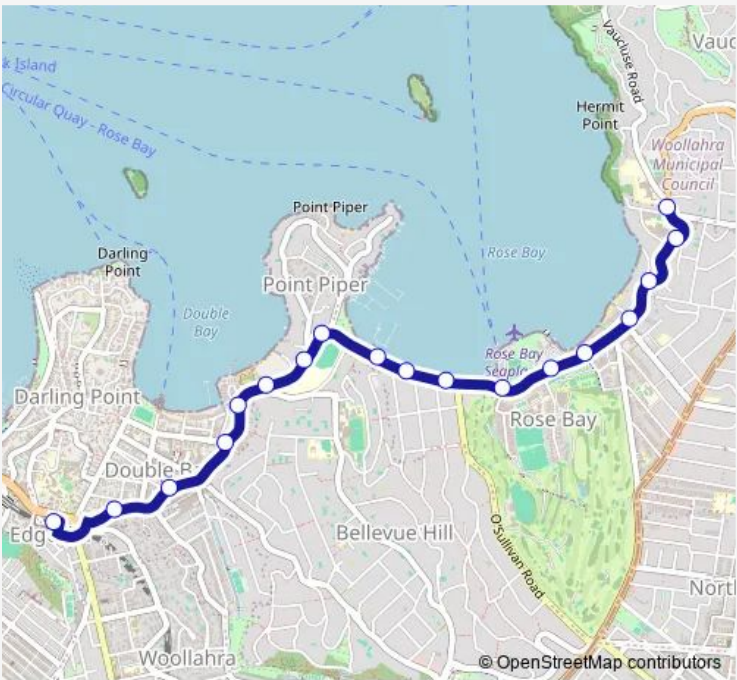 Vaucluse Road
Vauc
k Island
Circular Quay - Rose Bay
Hermit
Point
Woollahra
Municipal
Council
Point Piper
Darling
Point
Rose Bay
Point Piper
Double
Bay
Rose Bay
Seapla
Darling Point
Rose Bay
Double B
Edg
Bellevue Hill
O'Sullivan Road
North
Woollahra
© OpenStreetMap contributors